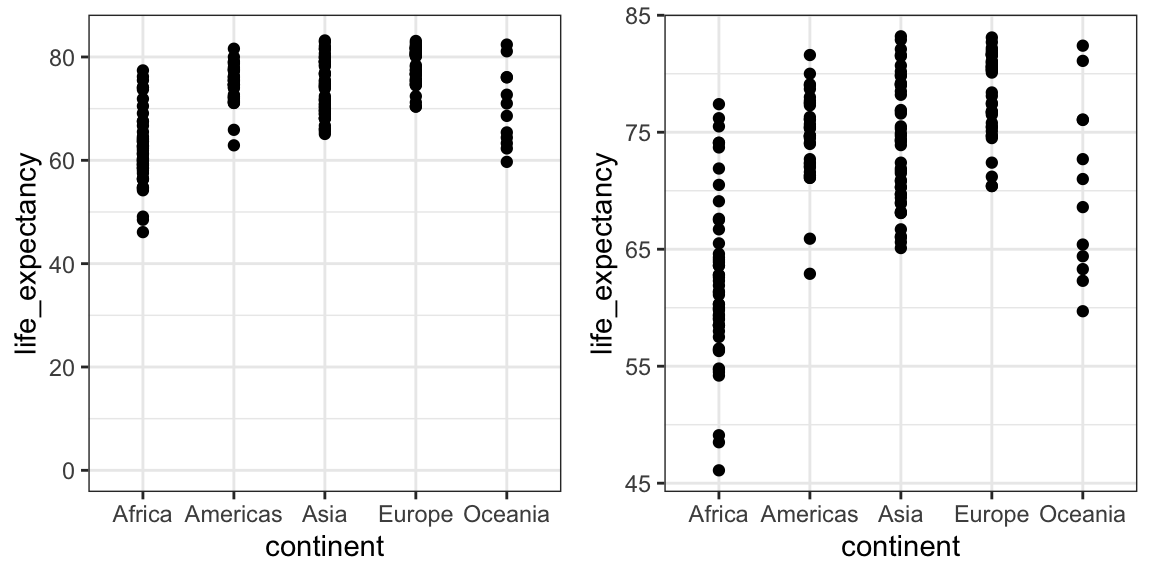 life_expectancy
80
60
40
20
0
Africa Americas Asia Europe Oceania
continent
life_expectancy
85
75
65
55
45
Africa Americas Asia Europe Oceania
continent